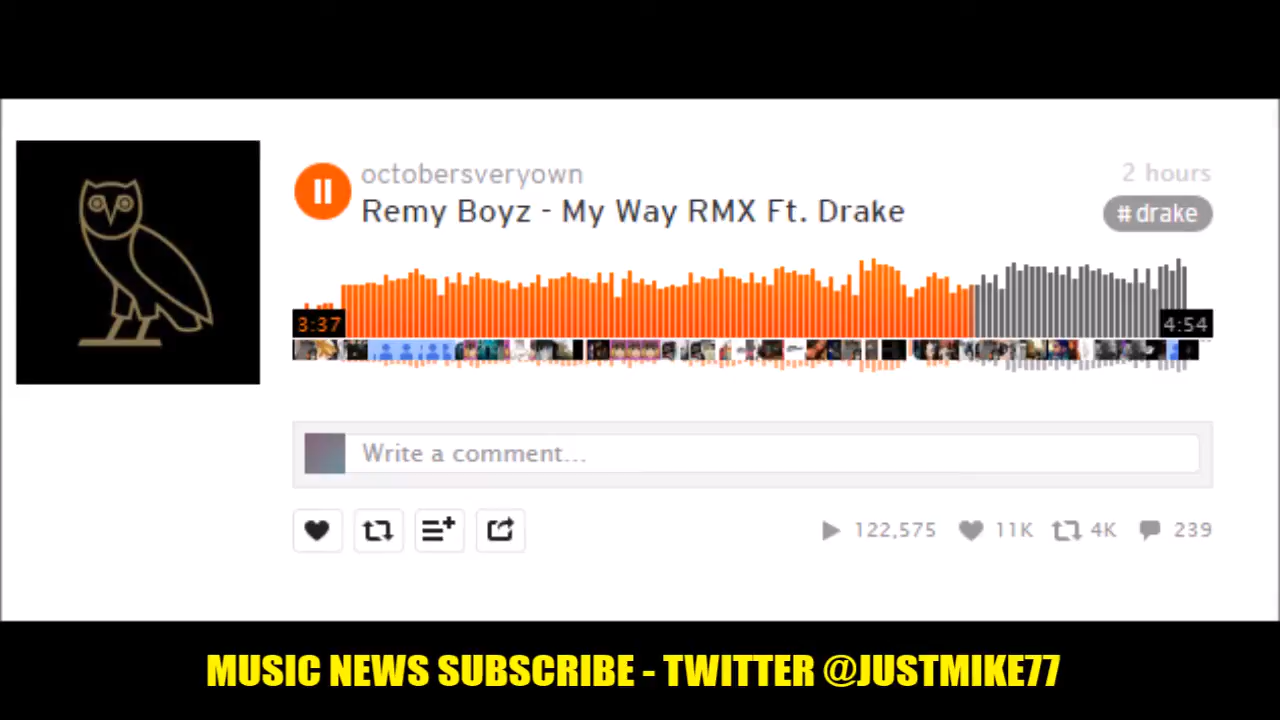 octobersveryown
2 hours
Remy Boyz - My Way RMX Ft. Drake
# drake
3:37
4:54
Write a comment...
122,575
11K
4K
239
MUSIC NEWS SUBSCRIBE - TWITTER @JUSTMIKE77